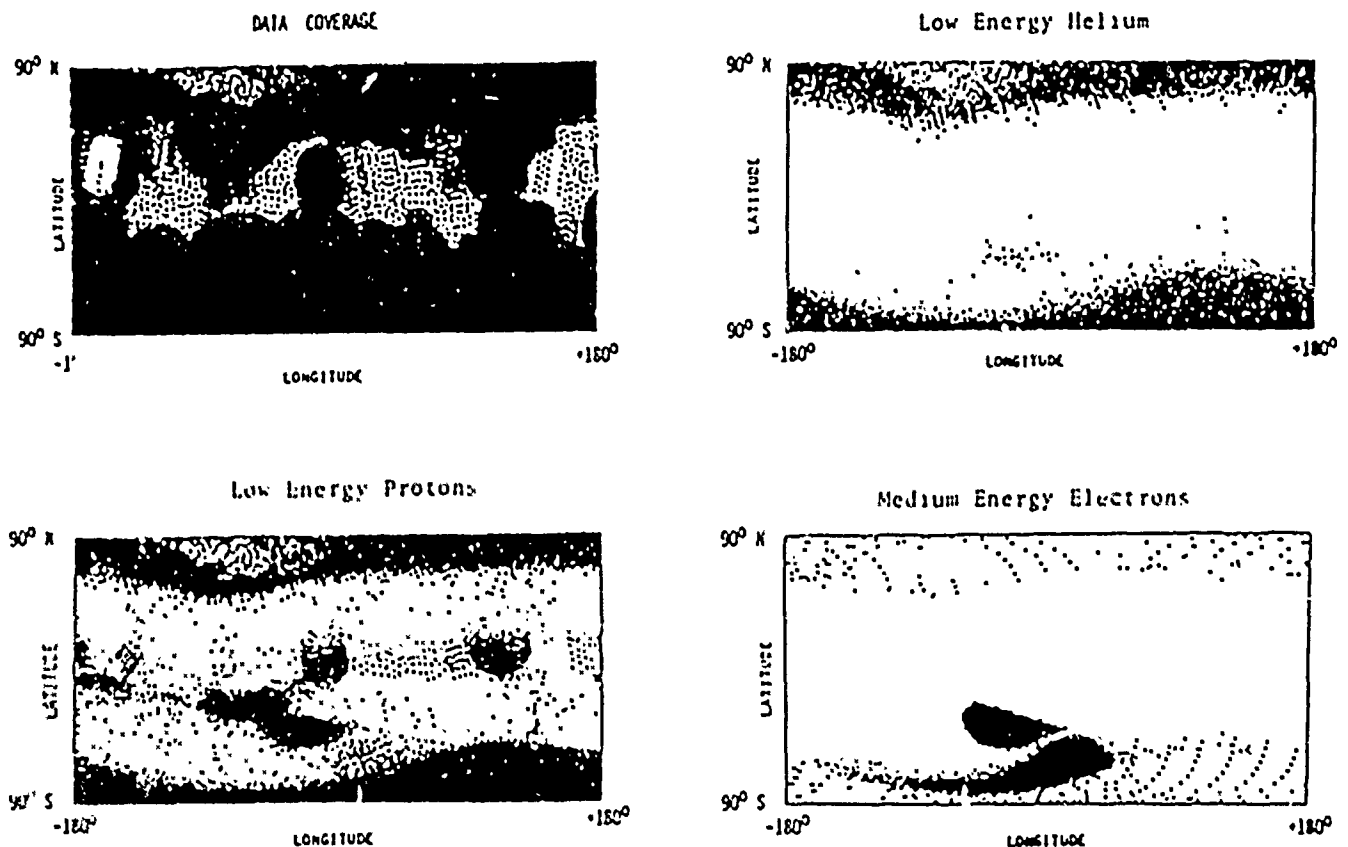 DATA COVERAGE
90° N
LATITUDE
90° S
+180°
LONGITUDE
Low Energy Helium
90° N
LATITUDE
90° S
-180°
+180°
LONGITUDE
Low Energy Protons
90° N
LATITUDE
90° S
-180°
+180°
LONGITUDE
Medium Energy Electrons
90° N
LATITUDE
90° S
-180°
+180°
LONGITUDE